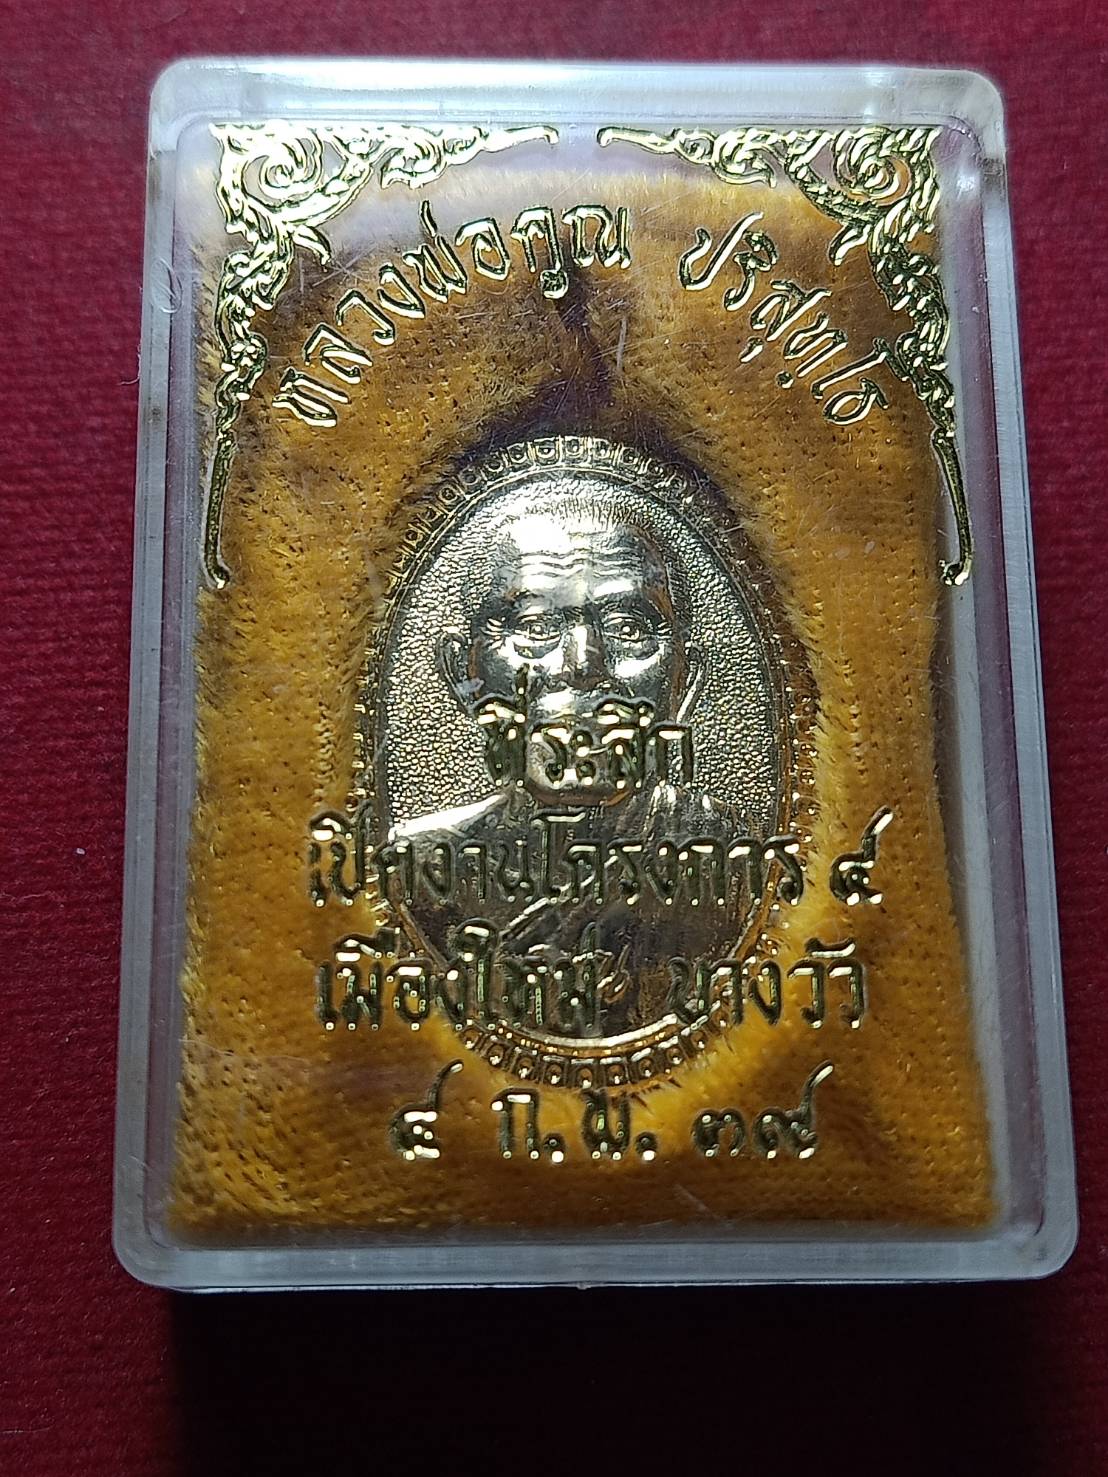 หลวงพ่อคูณ ปริสุทฺโธ
ที่ระลึก
เปิดงานโครงการ ๔
เมืองใหม่ บางวัว
๔ ก.พ. ๓๙